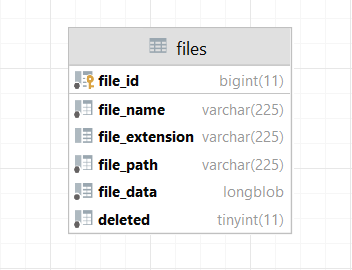 files
file_id bigint(11)
file_name varchar(225)
file_extension varchar(225)
file_path varchar(225)
file_data longblob
deleted tinyint(11)